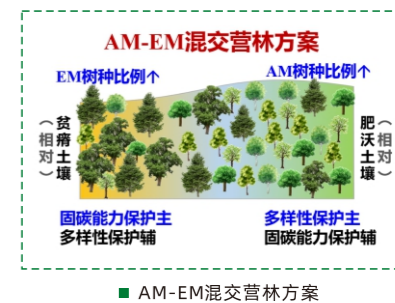 AM-EM混交营林方案
EM树种比例个
AM树种比例个
（相对）
贫瘠土壤
肥沃土壤
（相对）
固碳能力保护主
多样性保护辅
多样性保护主
固碳能力保护辅
AM-EM混交营林方案